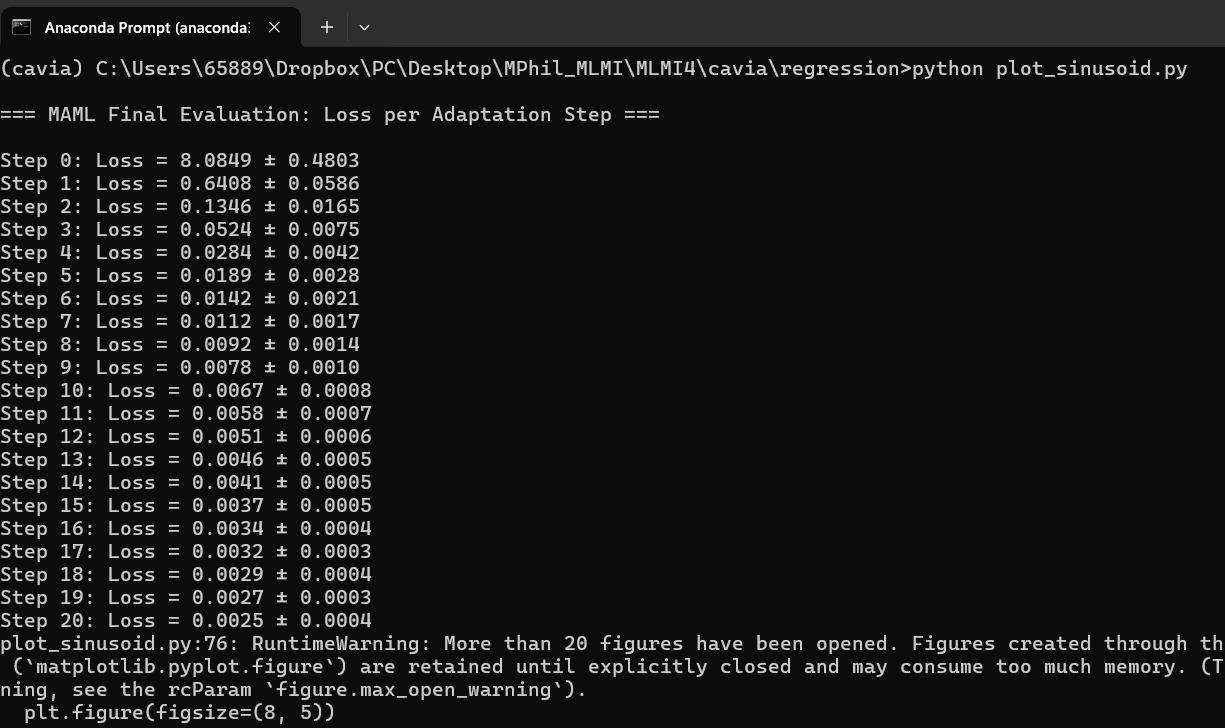 Anaconda Prompt (anaconda:
(cavia) C:\Users\65889\Dropbox\PC\Desktop\MPhil_MLMI\MLMI4\cavia\regression>python plot_sinusoid.py
=== MAML Final Evaluation: Loss per Adaptation Step ===
Step 0: Loss = 8.0849 ± 0.4803
Step 1: Loss = 0.6408 ± 0.0586
Step 2: Loss = 0.1346 ± 0.0165
Step 3: Loss = 0.0524 ± 0.0075
Step 4: Loss = 0.0284 ± 0.0042
Step 5: Loss = 0.0189 ± 0.0028
Step 6: Loss = 0.0142 ± 0.0021
Step 7: Loss = 0.0112 ± 0.0017
Step 8: Loss = 0.0092 ± 0.0014
Step 9: Loss = 0.0078 ± 0.0010
Step 10: Loss = 0.0067 ± 0.0008
Step 11: Loss = 0.0058 ± 0.0007
Step 12: Loss = 0.0051 ± 0.0006
Step 13: Loss = 0.0046 ± 0.0005
Step 14: Loss = 0.0041 ± 0.0005
Step 15: Loss = 0.0037 ± 0.0005
Step 16: Loss = 0.0034 ± 0.0004
Step 17: Loss = 0.0032 ± 0.0003
Step 18: Loss = 0.0029 ± 0.0004
Step 19: Loss = 0.0027 ± 0.0003
Step 20: Loss = 0.0025 ± 0.0004
plot_sinusoid.py:76: RuntimeWarning: More than 20 figures have been opened. Figures created through th
(`matplotlib.pyplot.figure`) are retained until explicitly closed and may consume too much memory. (T
ning, see the rcParam `figure.max_open_warning`).
plt.figure(figsize=(8, 5))